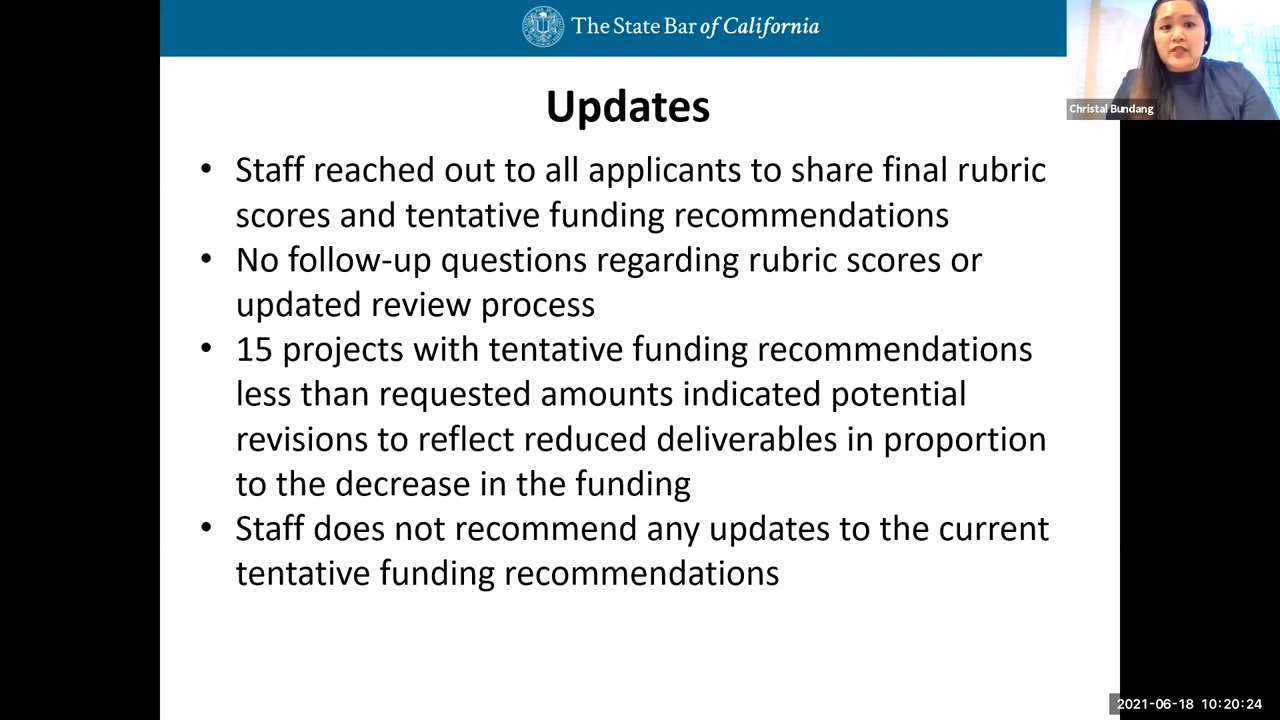 The State Bar of California
Christal Bundang
Updates
• Staff reached out to all applicants to share final rubric
scores and tentative funding recommendations
• No follow-up questions regarding rubric scores or
updated review process
• 15 projects with tentative funding recommendations
less than requested amounts indicated potential
revisions to reflect reduced deliverables in proportion
to the decrease in the funding
• Staff does not recommend any updates to the current
tentative funding recommendations
2021-06-18 10:20:24